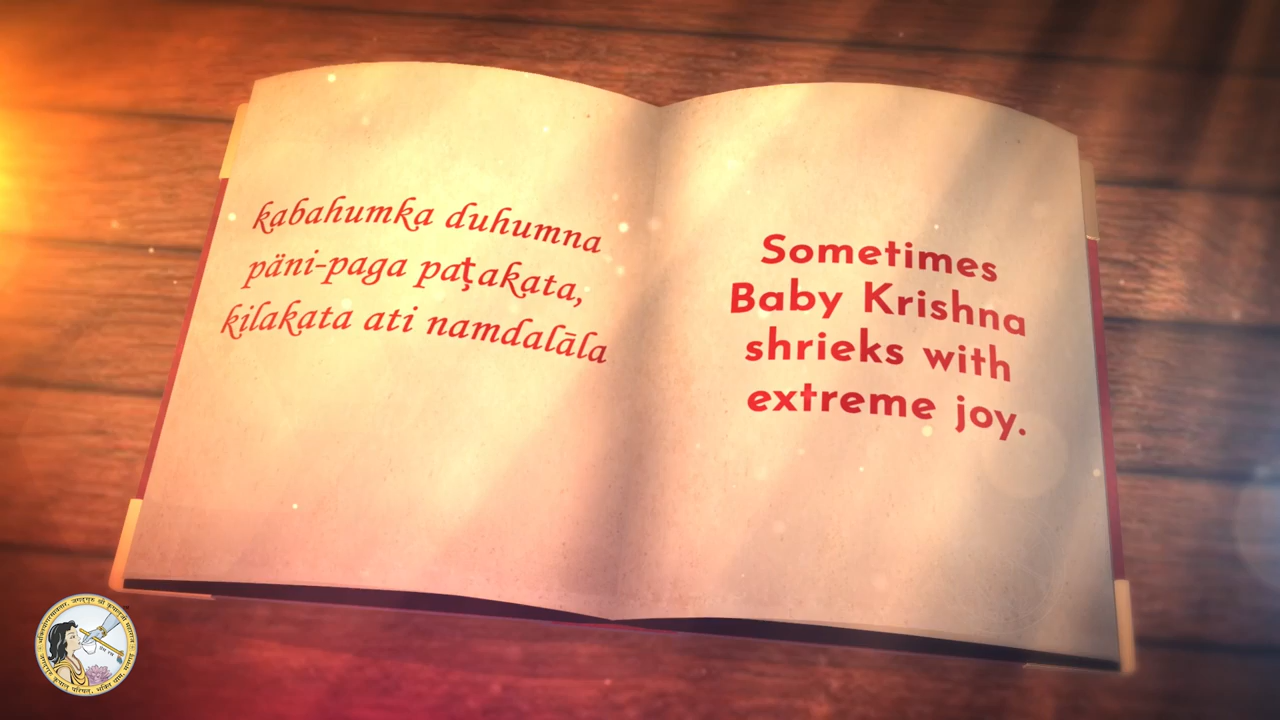 kabahumka duhumna
päni-paga paṭakata,
kilakata ati namdalāla
Sometimes
Baby Krishna
shrieks with
extreme joy.